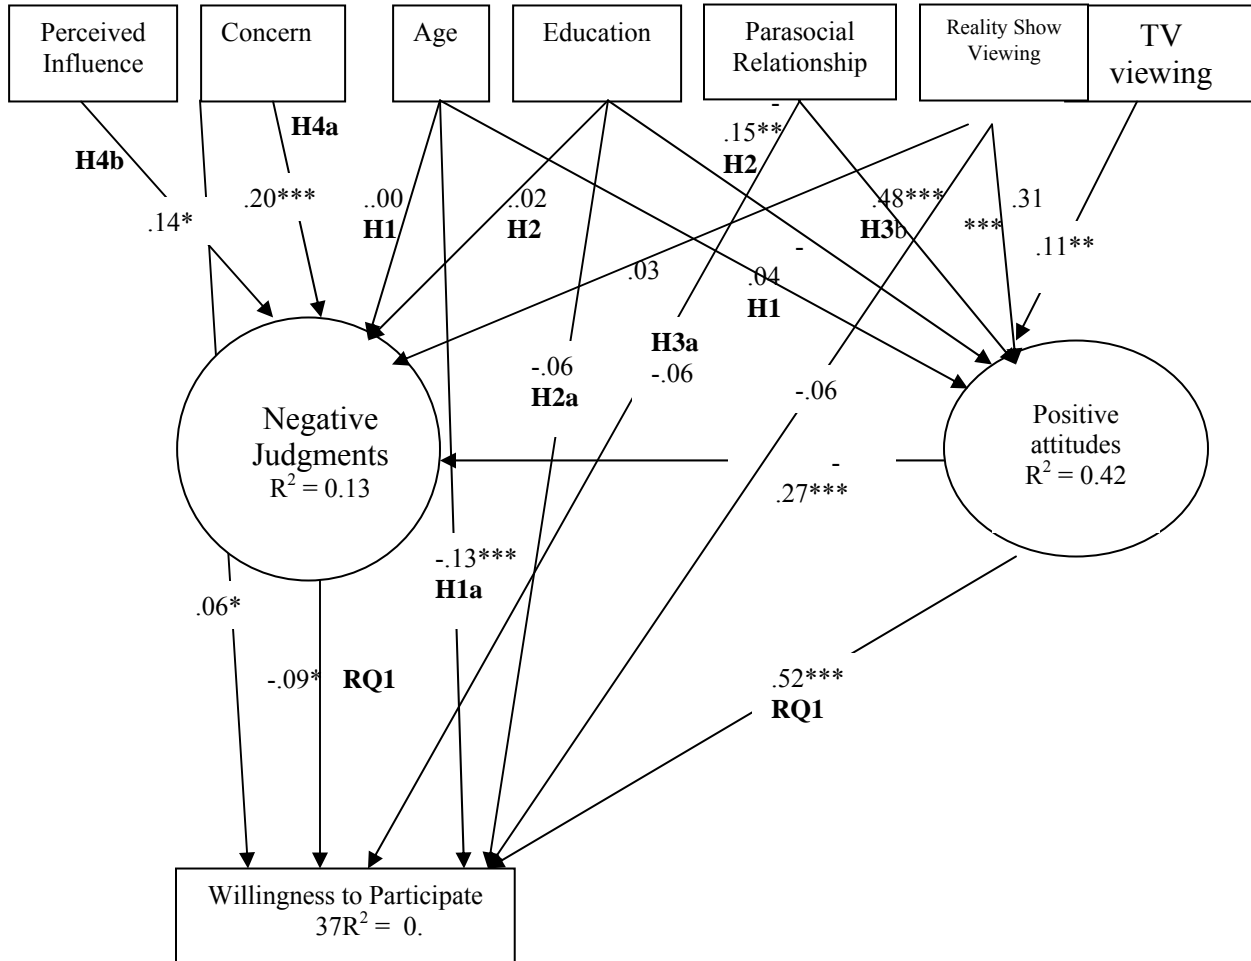 Perceived
Influence
Concern
Age
Education
Parasocial
Relationship
Reality Show
Viewing
TV
viewing
H4a
H4b
-
.15**
H2
.14*
.20***
.00
H1
.02
H2
.48***
H3b
.31
***
.11**
.03
-
.04
H1
H3a
-.06
-.06
H2a
-.06
Negative
Judgments
R² = 0.13
Positive
attitudes
R² = 0.42
-
.27***
-.13***
H1a
.06*
-.09*
RQ1
.52***
RQ1
Willingness to Participate
37R² = 0.